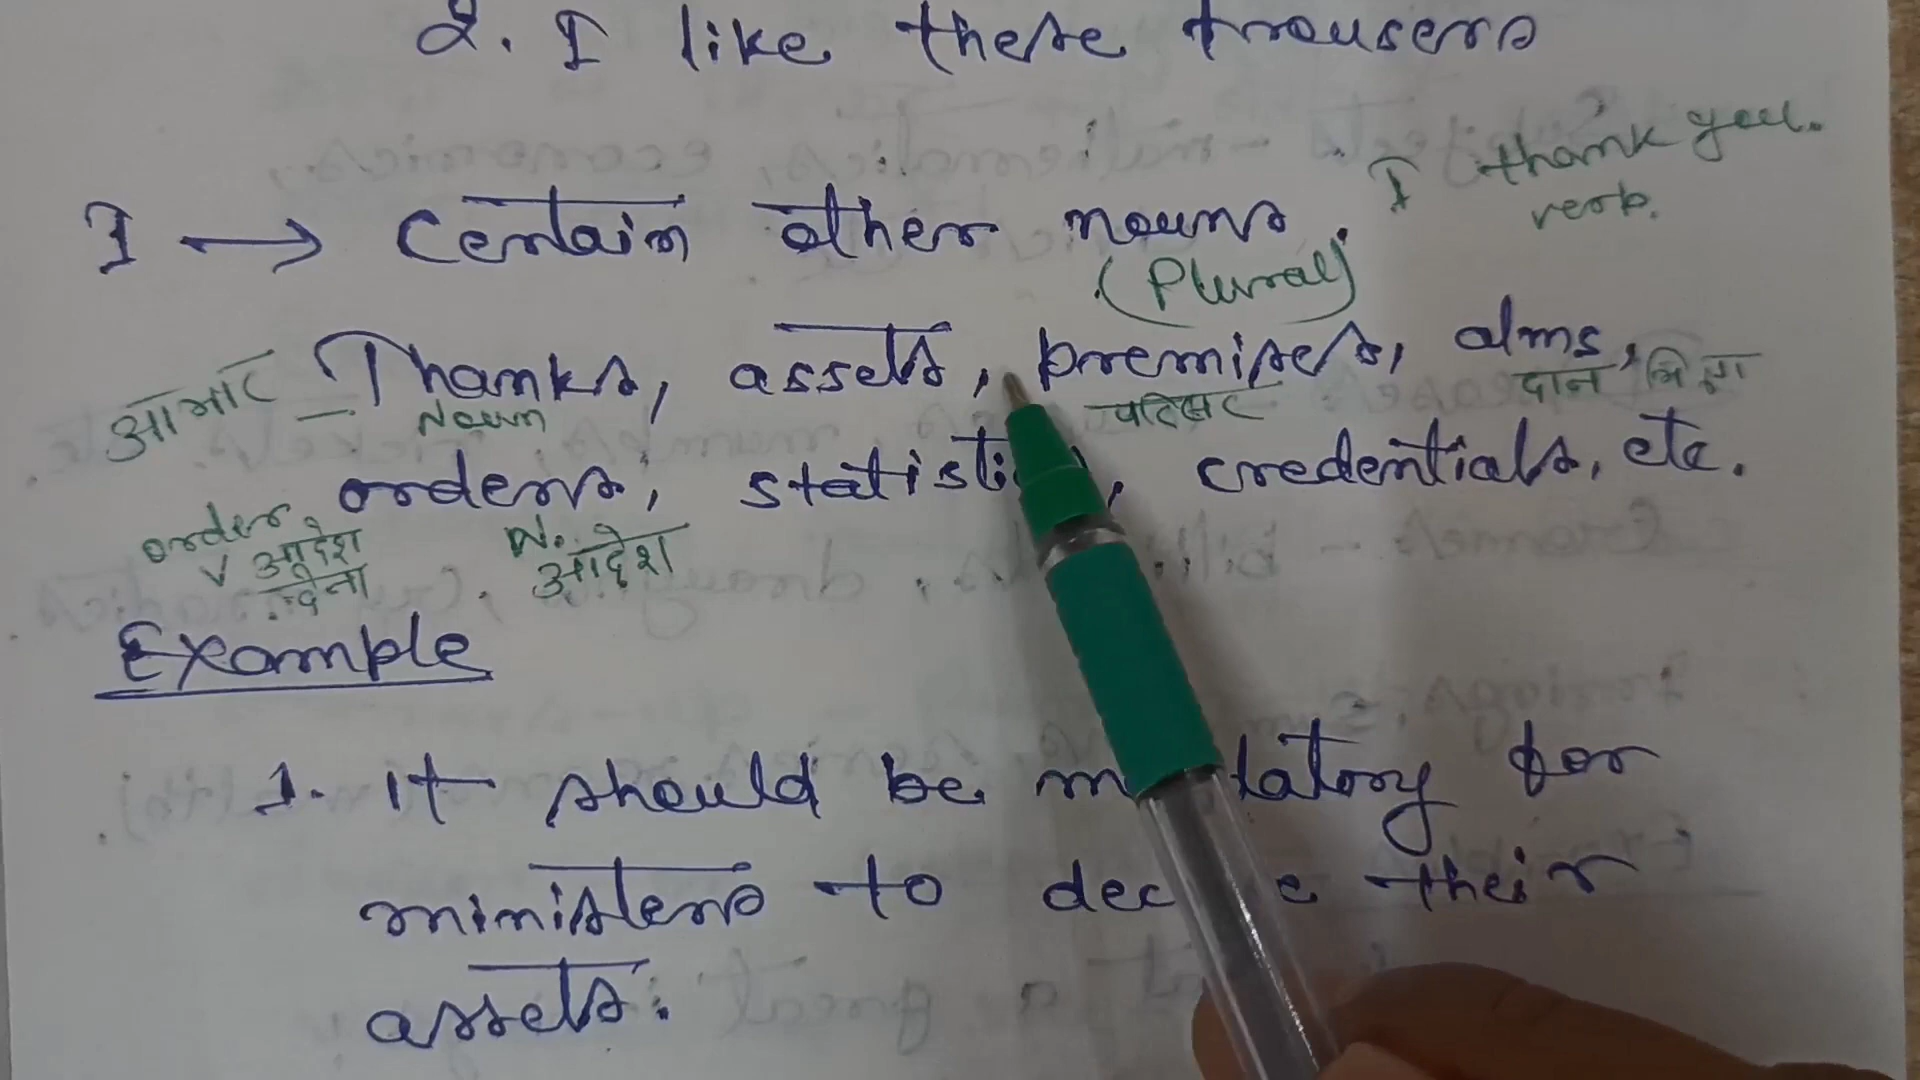 2. I like these trousers
I thank you.
verb.
I → Certain other nouns.
(Plural)
Thanks, assets, premises, alms,
आभार – Noun परिसर दान, भिक्षा
orders, credentials, etc.
order N.
v आदेश आदेश
देना
Example
1. It should be for
ministers to their
assets.